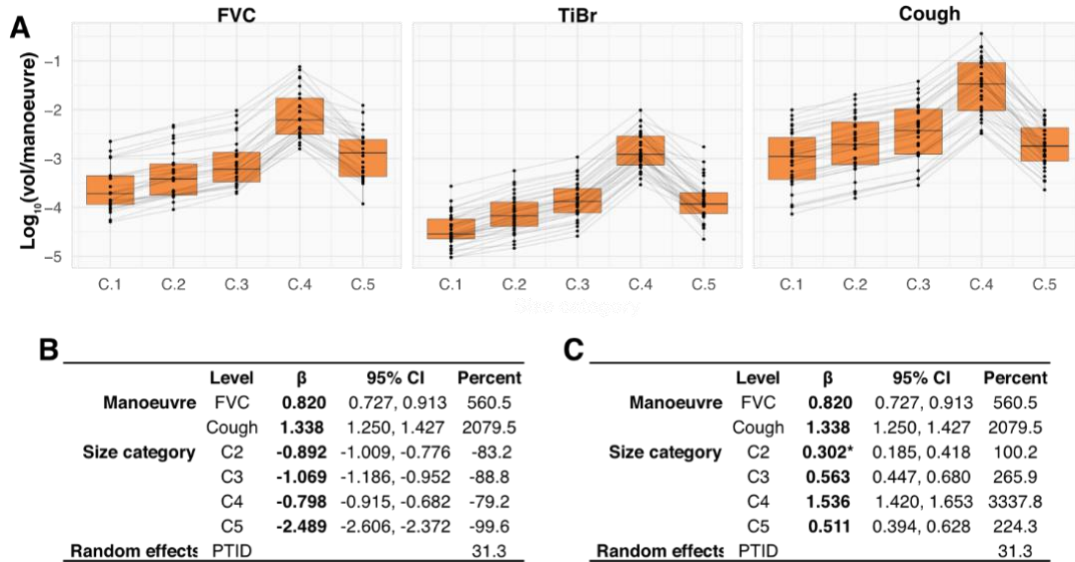 A
FVC TiBr Cough
Log10(vol/manoeuvre)
-1
-2
-3
-4
-5
C.1 C.2 C.3 C.4 C.5 C.1 C.2 C.3 C.4 C.5 C.1 C.2 C.3 C.4 C.5
Size category
B
Level β 95% CI Percent
Manoeuvre FVC 0.820 0.727, 0.913 560.5
Cough 1.338 1.250, 1.427 2079.5
Size category C2 -0.892 -1.009, -0.776 -83.2
C3 -1.069 -1.186, -0.952 -88.8
C4 -0.798 -0.915, -0.682 -79.2
C5 -2.489 -2.606, -2.372 -99.6
Random effects PTID 31.3
C
Level β 95% CI Percent
Manoeuvre FVC 0.820 0.727, 0.913 560.5
Cough 1.338 1.250, 1.427 2079.5
Size category C2 0.302* 0.185, 0.418 100.2
C3 0.563 0.447, 0.680 265.9
C4 1.536 1.420, 1.653 3337.8
C5 0.511 0.394, 0.628 224.3
Random effects PTID 31.3